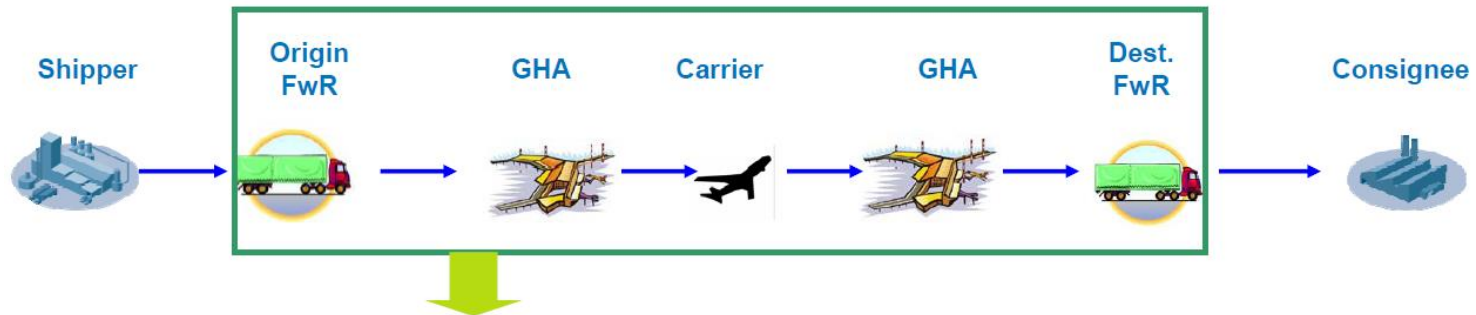 Shipper
Origin
FwR
GHA
Carrier
GHA
Dest.
FwR
Consignee